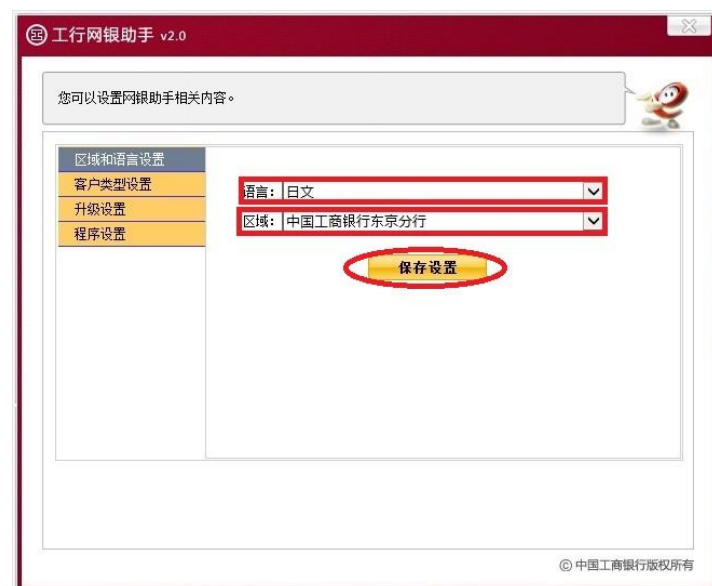 工行网银助手 v2.0
您可以设置网银助手相关内容。
区域和语言设置
客户类型设置
升级设置
程序设置
语言: 日文
区域: 中国工商银行东京分行
保存设置
© 中国工商银行版权所有